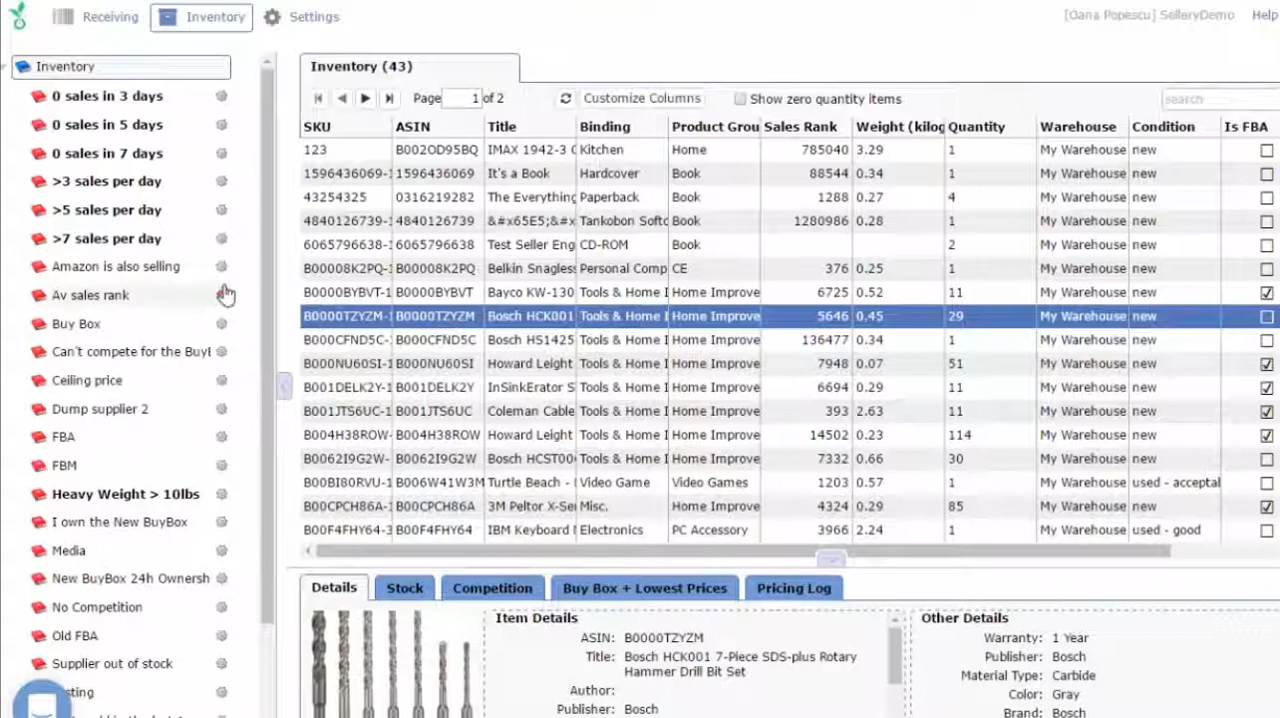 Receiving Inventory Settings [Oana Popescu] SelleryDemo Help
Inventory
0 sales in 3 days
0 sales in 5 days
0 sales in 7 days
>3 sales per day
>5 sales per day
>7 sales per day
Amazon is also selling
Av sales rank
Buy Box
Can't compete for the Buy
Ceiling price
Dump supplier 2
FBA
FBM
Heavy Weight > 10lbs
I own the New BuyBox
Media
New BuyBox 24h Ownersh
No Competition
Old FBA
Supplier out of stock
sting
Inventory (43)
Page 1 of 2 Customize Columns Show zero quantity items search
SKU ASIN Title Binding Product Grou Sales Rank Weight (kilog Quantity Warehouse Condition Is FBA
123 B002OD95BQ IMAX 1942-3 C Kitchen Home 785040 3.29 1 My Warehouse new
1596436069-1 1596436069 It's a Book Hardcover Book 88544 0.34 1 My Warehouse new
43254325 0316219282 The Everything Paperback Book 1288 0.27 4 My Warehouse new
4840126739-1 4840126739 &#x65E5;&#x Tankobon Softc Book 1280986 0.28 1 My Warehouse new
6065796638-1 6065796638 Test Seller Eng CD-ROM Book 2 My Warehouse new
B00008K2PQ-1 B00008K2PQ Belkin Snagless Personal Comp CE 376 0.25 1 My Warehouse new
B0000BYBVT-1 B0000BYBVT Bayco KW-130 Tools & Home I Home Improve 6725 0.52 11 My Warehouse new
B0000TZYZM-1 B0000TZYZM Bosch HCK001 Tools & Home I Home Improve 5646 0.45 29 My Warehouse new
B000CFND5C-1 B000CFND5C Bosch HS1425 Tools & Home I Home Improve 136477 0.34 1 My Warehouse new
B000NU60SI-1 B000NU60SI Howard Leight Tools & Home I Home Improve 7948 0.07 51 My Warehouse new
B001DELK2Y-1 B001DELK2Y InSinkErator S Tools & Home I Home Improve 6694 0.29 11 My Warehouse new
B001JTS6UC-1 B001JTS6UC Coleman Cable Tools & Home I Home Improve 393 2.63 11 My Warehouse new
B004H38ROW- B004H38ROW Howard Leight Tools & Home I Home Improve 14502 0.23 114 My Warehouse new
B0062I9G2W- B0062I9G2W Bosch HCST00 Tools & Home I Home Improve 7332 0.66 30 My Warehouse new
B00BI80RVU-1 B006W41W3M Turtle Beach - Video Game Video Games 1203 0.57 1 My Warehouse used - acceptal
B00CPCH86A- B00CPCH86A 3M Peltor X-Se Misc. Home Improve 4324 0.29 85 My Warehouse new
B00F4FHY64-3 B00F4FHY64 IBM Keyboard Electronics PC Accessory 3966 2.24 1 My Warehouse used - good
Details Stock Competition Buy Box + Lowest Prices Pricing Log
Item Details
ASIN: B0000TZYZM
Title: Bosch HCK001 7-Piece SDS-plus Rotary
Hammer Drill Bit Set
Author:
Publisher: Bosch
Other Details
Warranty: 1 Year
Publisher: Bosch
Material Type: Carbide
Color: Gray
Brand: Bosch